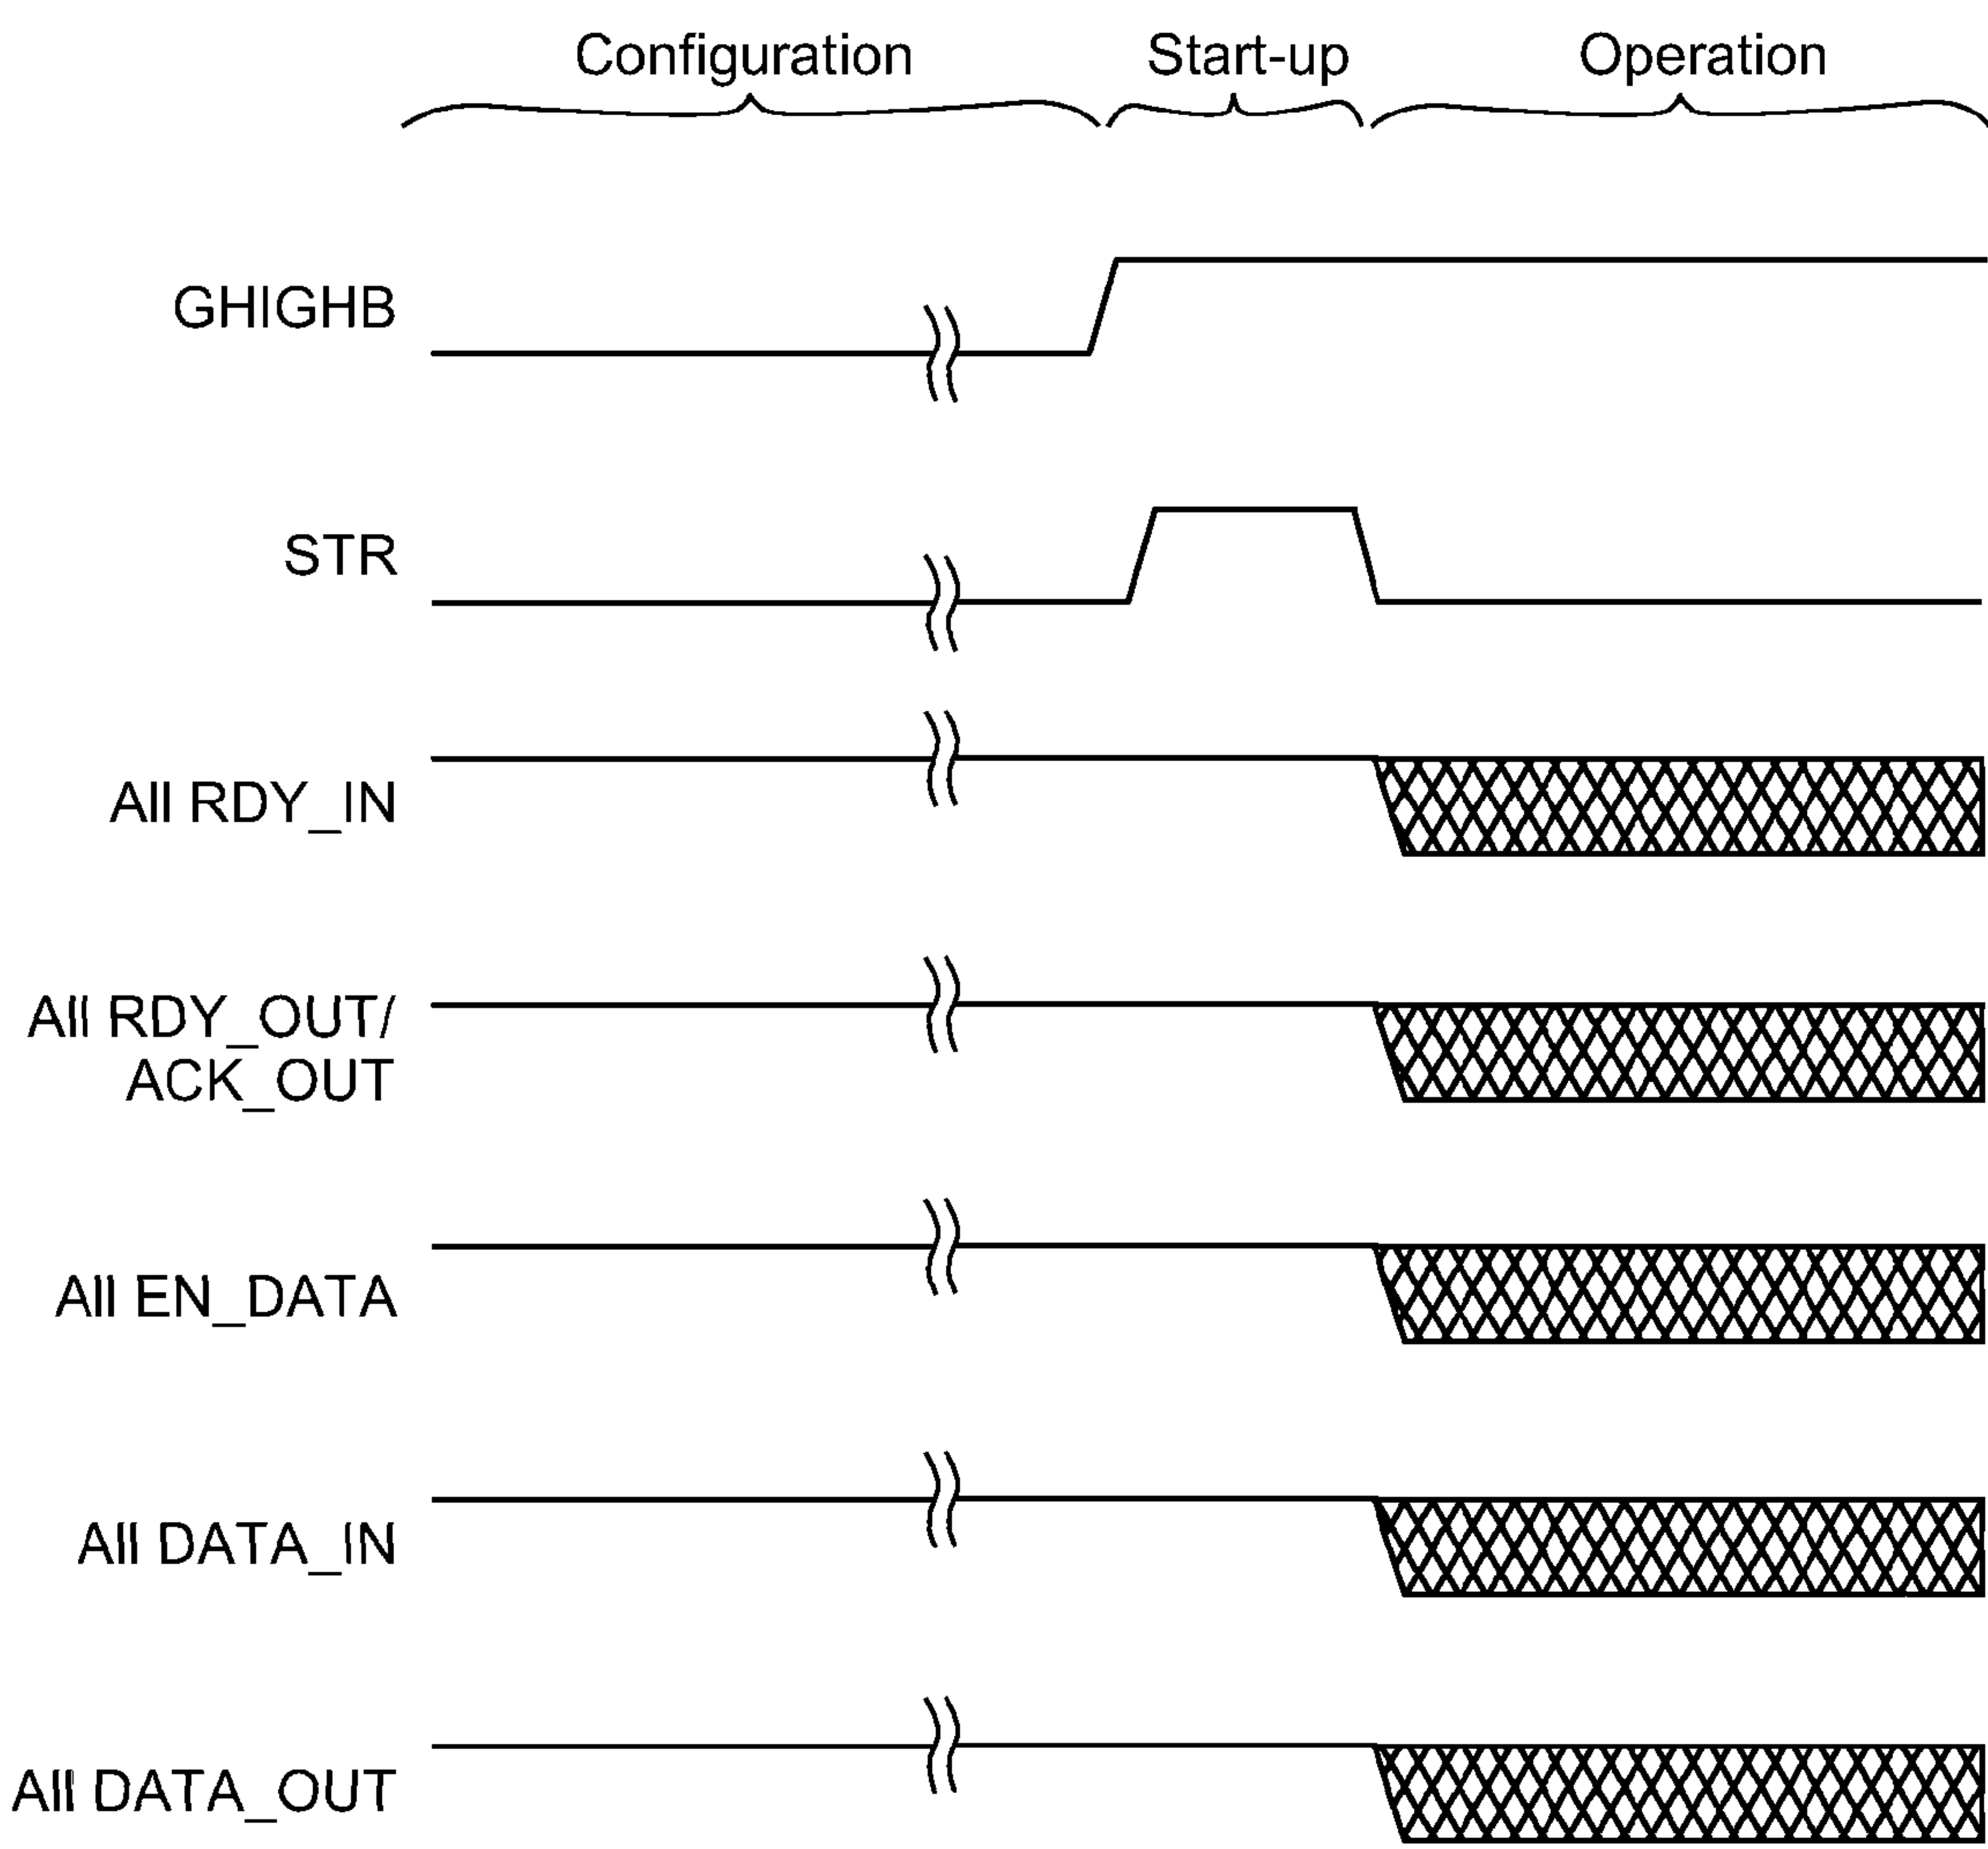 Configuration Start-up Operation
GHIGHB
STR
All RDY_IN
All RDY_OUT/
ACK_OUT
All EN_DATA
All DATA_IN
All DATA_OUT